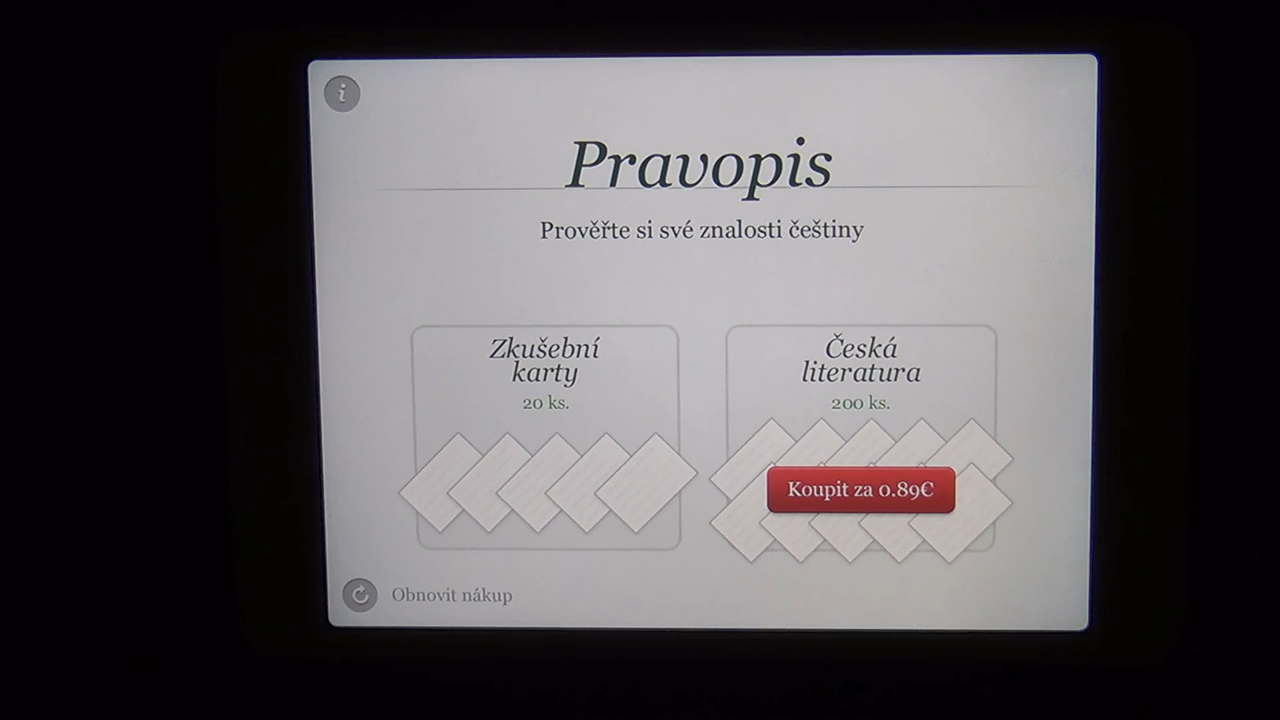 Pravopis
Prověřte si své znalosti češtiny
Zkušební
karty
20 ks.
Česká
literatura
200 ks.
Koupit za 0.89€
Obnovit nákup